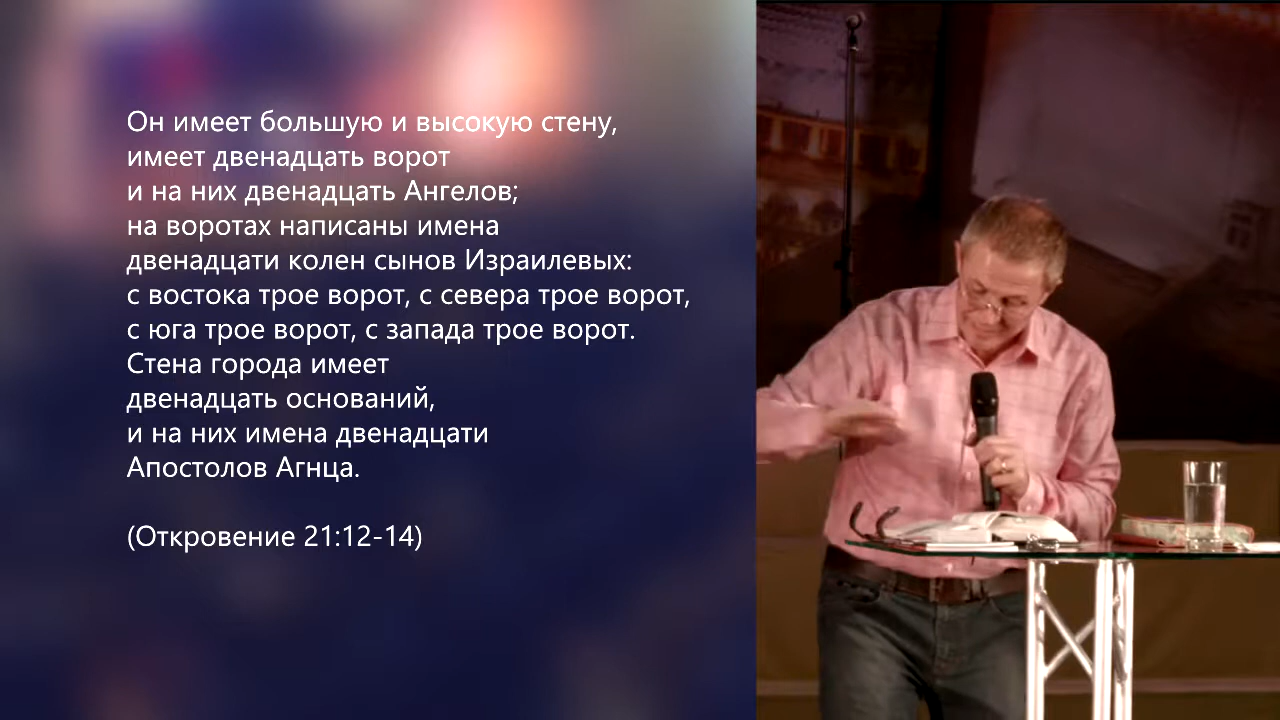 Он имеет большую и высокую стену,
имеет двенадцать ворот
и на них двенадцать Ангелов;
на воротах написаны имена
двенадцати колен сынов Израилевых:
с востока трое ворот, с севера трое ворот,
с юга трое ворот, с запада трое ворот.
Стена города имеет
двенадцать оснований,
и на них имена двенадцати
Апостолов Агнца.
(Откровение 21:12-14)